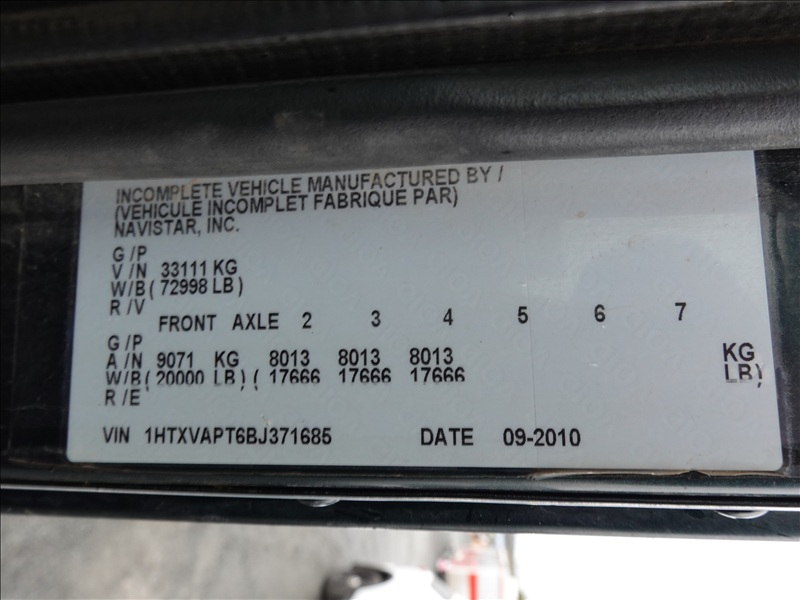 INCOMPLETE VEHICLE MANUFACTURED BY /
(VEHICULE INCOMPLET FABRIQUE PAR)
NAVISTAR, INC.
G /P
V /N 33111 KG
W/B ( 72998 LB )
R /V
FRONT AXLE 2 3 4 5 6 7
G /P
A /N 9071 KG 8013 8013 8013 KG
W/B ( 20000 LB ) ( 17666 17666 17666 LB )
R /E
VIN 1HTXVAPT6BJ371685 DATE 09-2010